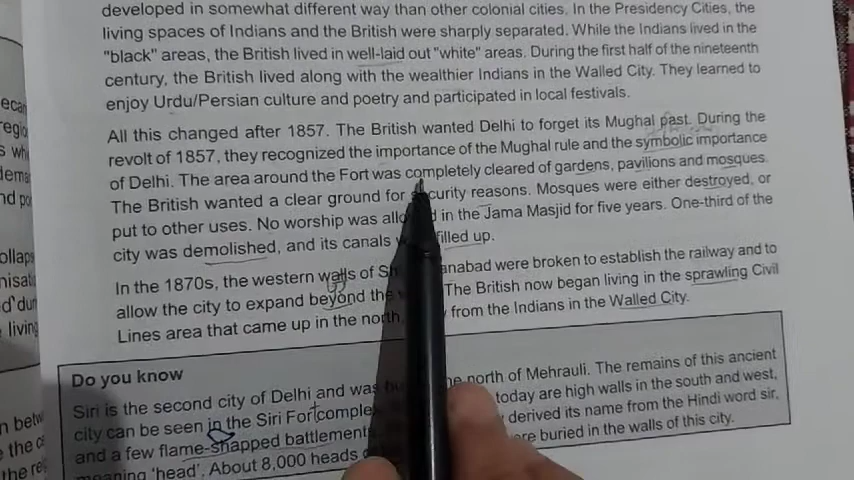 developed in somewhat different way than other colonial cities. In the Presidency Cities, the
living spaces of Indians and the British were sharply separated. While the Indians lived in the
"black" areas, the British lived in well-laid out "white" areas. During the first half of the nineteenth
century, the British lived along with the wealthier Indians in the Walled City. They learned to
enjoy Urdu/Persian culture and poetry and participated in local festivals.
All this changed after 1857. The British wanted Delhi to forget its Mughal past. During the
revolt of 1857, they recognized the importance of the Mughal rule and the symbolic importance
of Delhi. The area around the Fort was completely cleared of gardens, pavilions and mosques.
The British wanted a clear ground for security reasons. Mosques were either destroyed, or
put to other uses. No worship was allo d in the Jama Masjid for five years. One-third of the
city was demolished, and its canals filled up.
In the 1870s, the western walls of Sh anabad were broken to establish the railway and to
allow the city to expand beyond the The British now began living in the sprawling Civil
Lines area that came up in the north, from the Indians in the Walled City.
Do you know
Siri is the second city of Delhi and was north of Mehrauli. The remains of this ancient
city can be seen in the Siri Fort comple today are high walls in the south and west,
and a few flame-shapped battlements derived its name from the Hindi word sir,
meaning 'head'. About 8,000 heads were buried in the walls of this city.